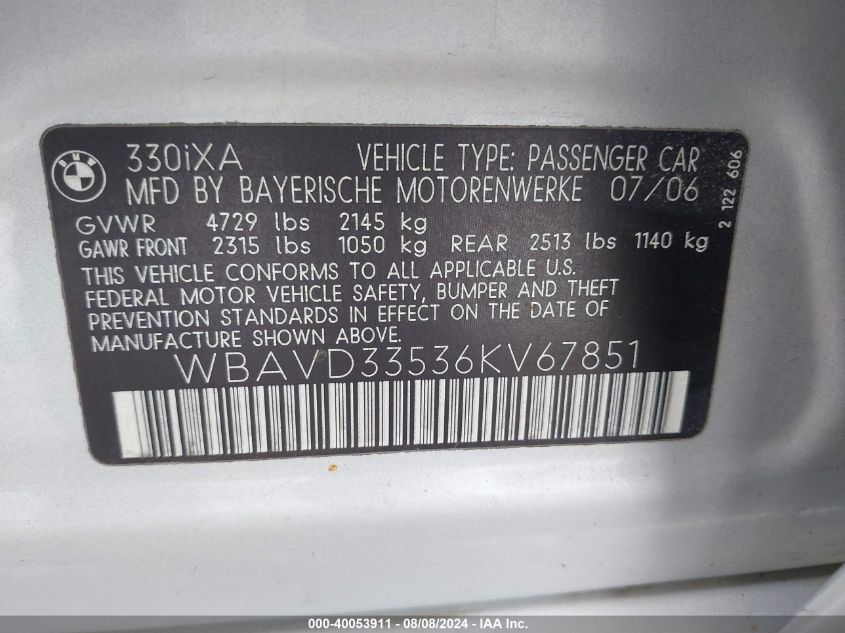 BMW
330iXA VEHICLE TYPE: PASSENGER CAR
MFD BY BAYERISCHE MOTORENWERKE 07/06
GVWR 4729 lbs 2145 kg
GAWR FRONT 2315 lbs 1050 kg REAR 2513 lbs 1140 kg
THIS VEHICLE CONFORMS TO ALL APPLICABLE U.S.
FEDERAL MOTOR VEHICLE SAFETY, BUMPER AND THEFT
PREVENTION STANDARDS IN EFFECT ON THE DATE OF
MANUFACTURE SHOWN ABOVE.
WBAVD33536KV67851
2 122 606
000-40053911 - 08/08/2024 - IAA Inc.